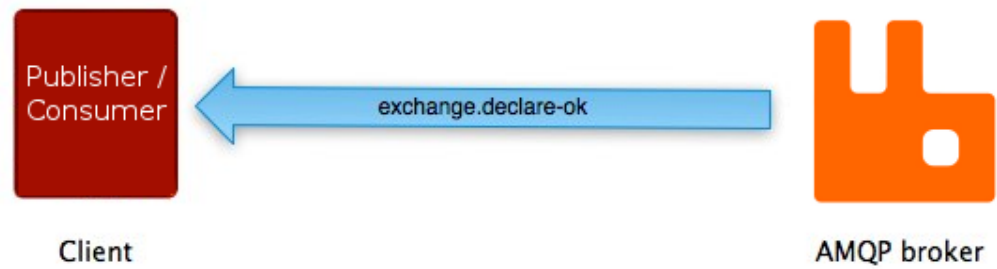 Publisher /
Consumer
exchange.declare-ok
Client
AMQP broker